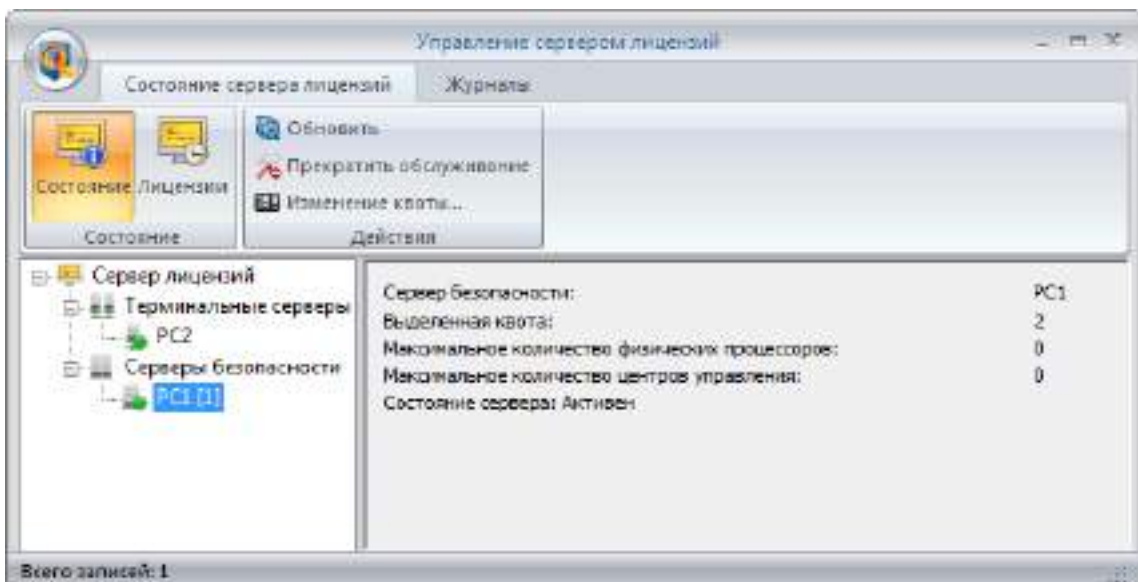 Управление сервером лицензий
Состояние сервера лицензий Журналы
Состояние Лицензии
Обновить
Прекратить обслуживание
Изменение квоты...
Состояние Действия
Сервер лицензий
Терминальные серверы
PC2
Серверы безопасности
PC1 [1]
Сервер безопасности: PC1
Выделенная квота: 2
Максимальное количество физических процессоров: 0
Максимальное количество центров управления: 0
Состояние сервера: Активен
Всего записей: 1